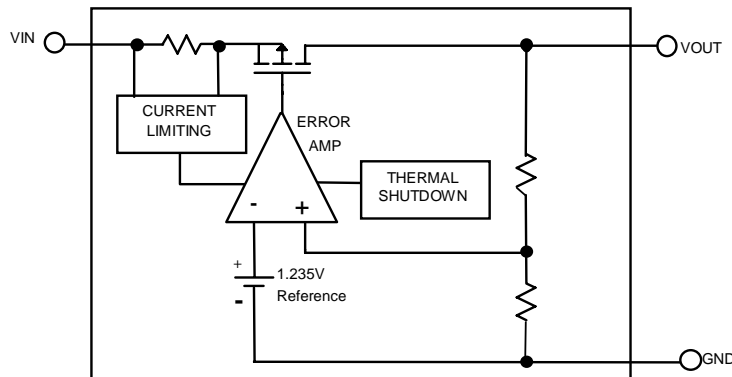 VIN
VOUT
CURRENT
LIMITING
ERROR
AMP
THERMAL
SHUTDOWN
- +
+
1.235V
-
Reference
GND